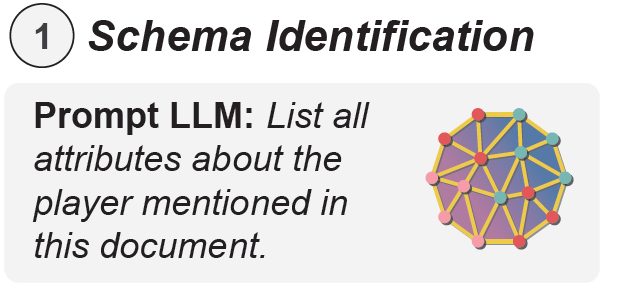 1 Schema Identification
Prompt LLM: List all
attributes about the
player mentioned in
this document.